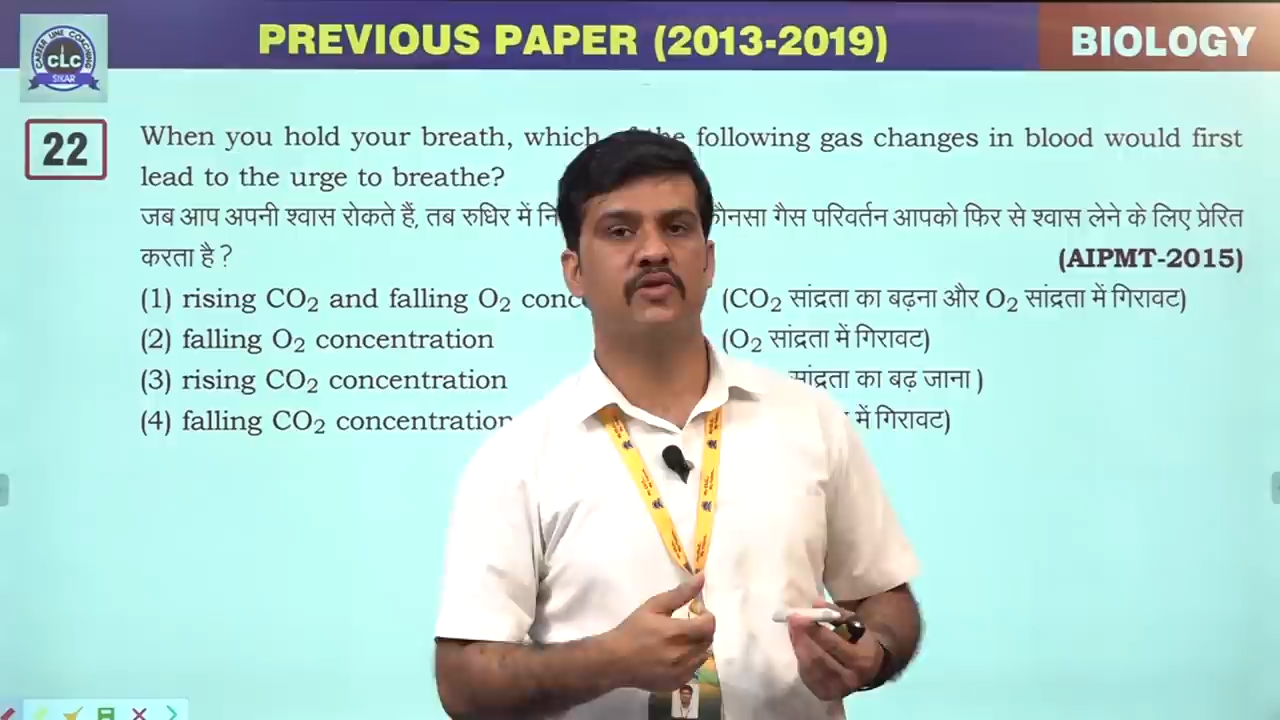 PREVIOUS PAPER (2013-2019)
BIOLOGY
CAREER LINE COACHING
CLC
SIKAR
22
When you hold your breath, which of the following gas changes in blood would first
lead to the urge to breathe?
जब आप अपनी श्वास रोकते हैं, तब रुधिर में गैस परिवर्तन आपको फिर से श्वास लेने के लिए प्रेरित
करता है ?
(AIPMT-2015)
(1) rising CO2 and falling O2 (CO2 सांद्रता का बढ़ना और O2 सांद्रता में गिरावट)
(2) falling O2 concentration (O2 सांद्रता में गिरावट)
(3) rising CO2 concentration सांद्रता का बढ़ जाना )
(4) falling CO2 concentration में गिरावट)